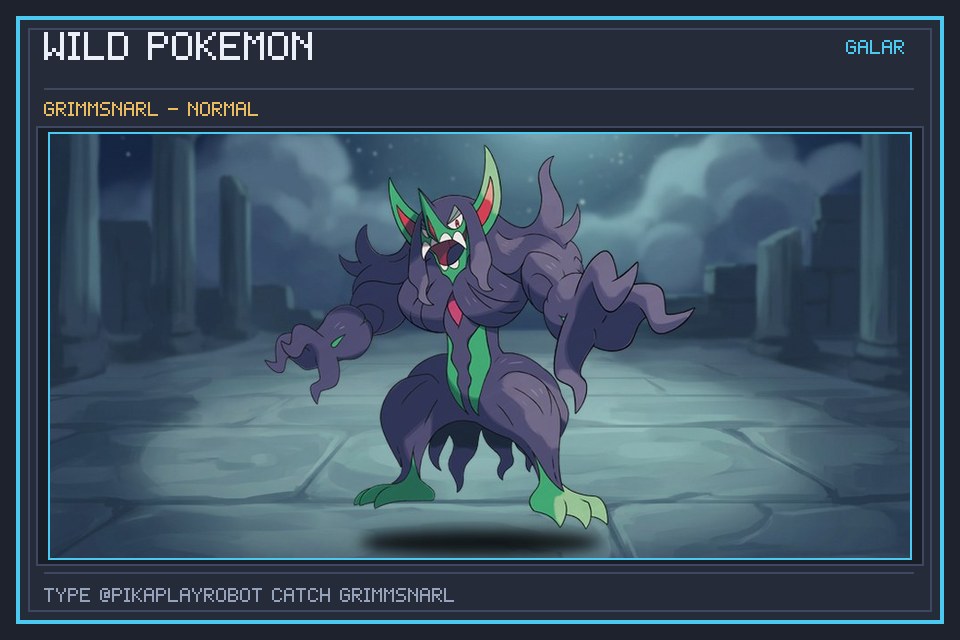 WILD POKEMON
GALAR
GRIMMSNARL - NORMAL
TYPE @PIKAPLAYROBOT CATCH GRIMMSNARL